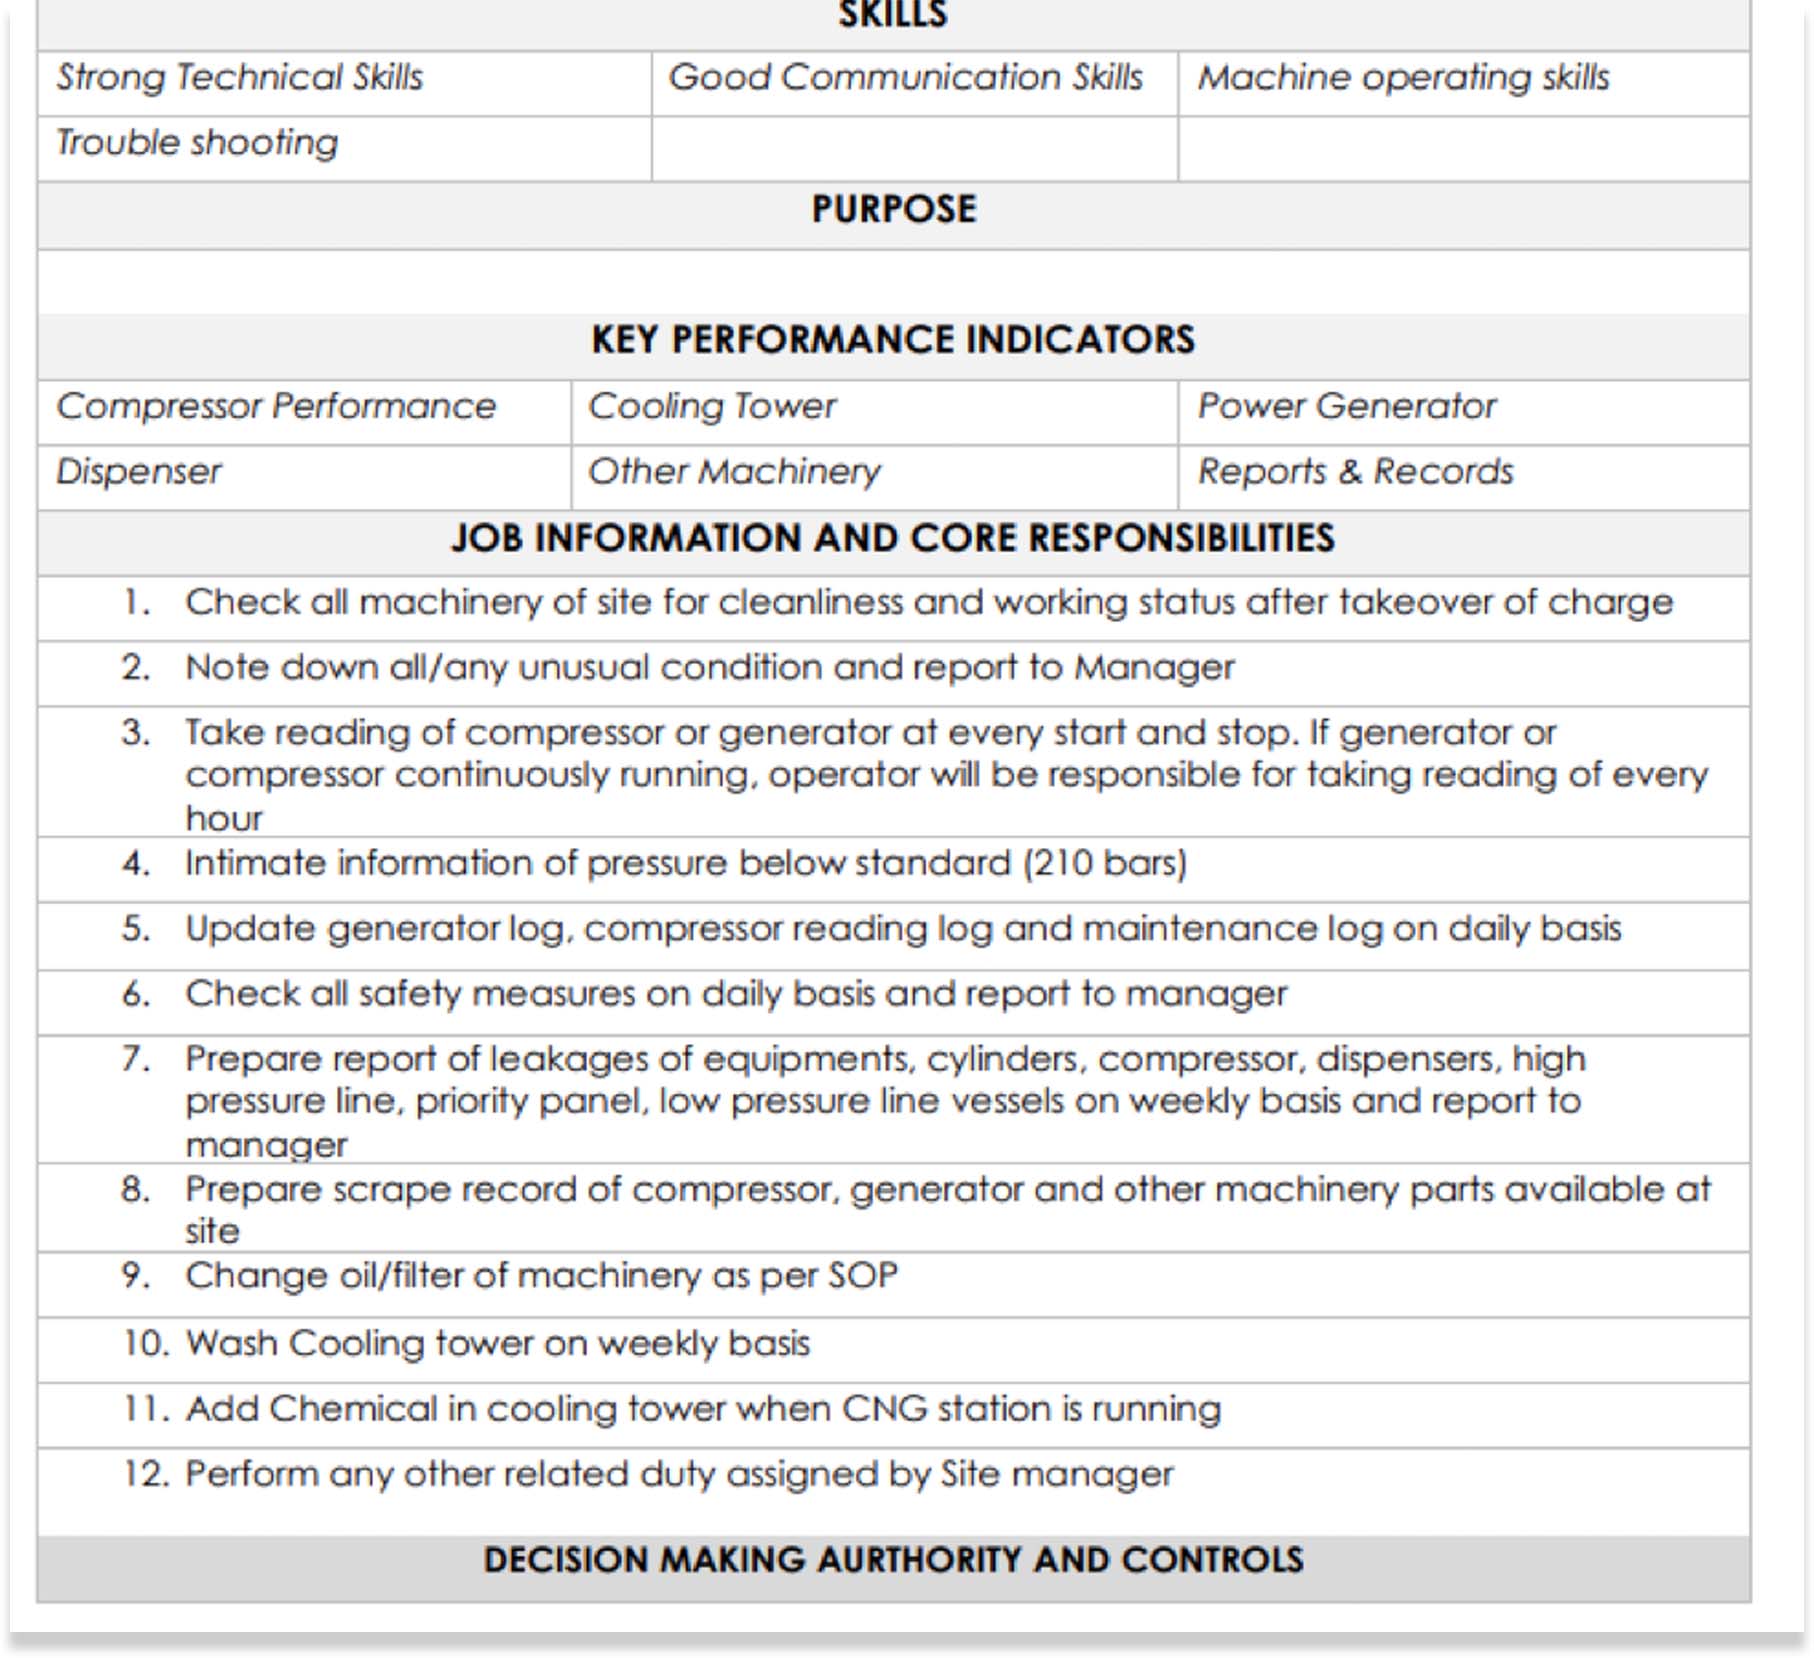 SKILLS
Strong Technical Skills Good Communication Skills Machine operating skills
Trouble shooting
PURPOSE
KEY PERFORMANCE INDICATORS
Compressor Performance Cooling Tower Power Generator
Dispenser Other Machinery Reports & Records
JOB INFORMATION AND CORE RESPONSIBILITIES
1. Check all machinery of site for cleanliness and working status after takeover of charge
2. Note down all/any unusual condition and report to Manager
3. Take reading of compressor or generator at every start and stop. If generator or
compressor continuously running, operator will be responsible for taking reading of every
hour
4. Intimate information of pressure below standard (210 bars)
5. Update generator log, compressor reading log and maintenance log on daily basis
6. Check all safety measures on daily basis and report to manager
7. Prepare report of leakages of equipments, cylinders, compressor, dispensers, high
pressure line, priority panel, low pressure line vessels on weekly basis and report to
manager
8. Prepare scrape record of compressor, generator and other machinery parts available at
site
9. Change oil/filter of machinery as per SOP
10. Wash Cooling tower on weekly basis
11. Add Chemical in cooling tower when CNG station is running
12. Perform any other related duty assigned by Site manager
DECISION MAKING AURTHORITY AND CONTROLS